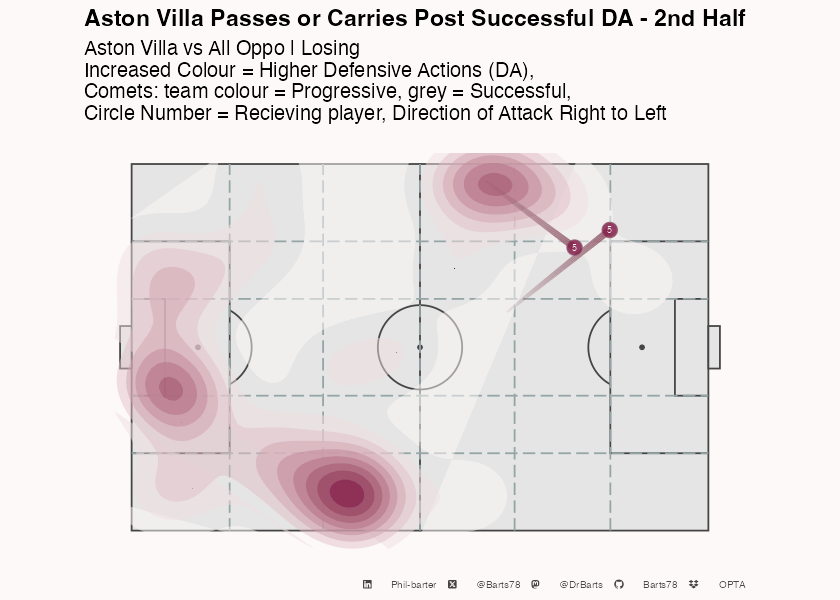 Aston Villa Passes or Carries Post Successful DA - 2nd Half
Aston Villa vs All Oppo | Losing
Increased Colour = Higher Defensive Actions (DA),
Comets: team colour = Progressive, grey = Successful,
Circle Number = Recieving player, Direction of Attack Right to Left
5
5
Phil-barter @Barts78 @DrBarts Barts78 OPTA